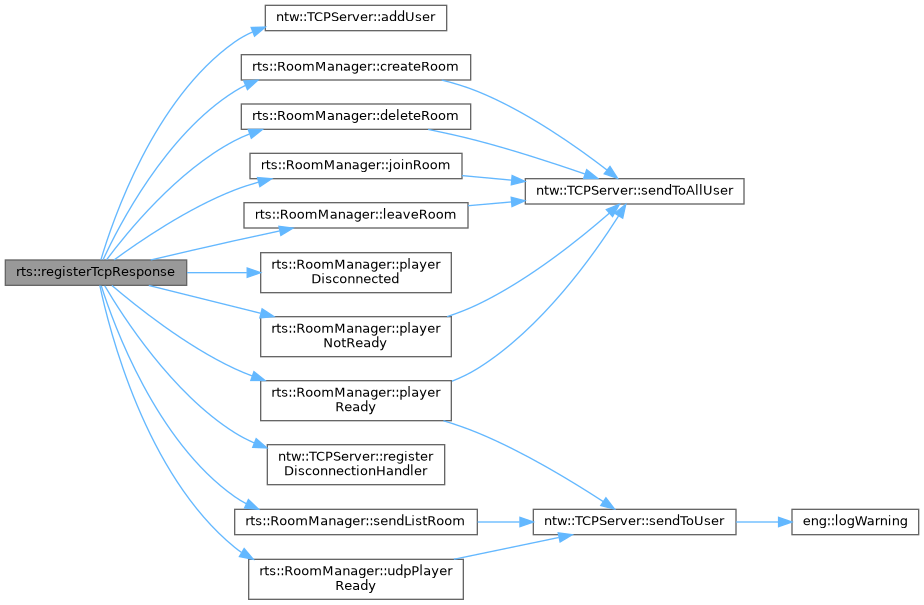 ntw::TCPServer::addUser
rts::RoomManager::createRoom
rts::RoomManager::deleteRoom
rts::RoomManager::joinRoom
ntw::TCPServer::sendToAllUser
rts::RoomManager::leaveRoom
rts::registerTcpResponse
rts::RoomManager::player
Disconnected
rts::RoomManager::player
NotReady
rts::RoomManager::player
Ready
ntw::TCPServer::register
DisconnectionHandler
rts::RoomManager::sendListRoom
ntw::TCPServer::sendToUser
eng::logWarning
rts::RoomManager::udpPlayer
Ready